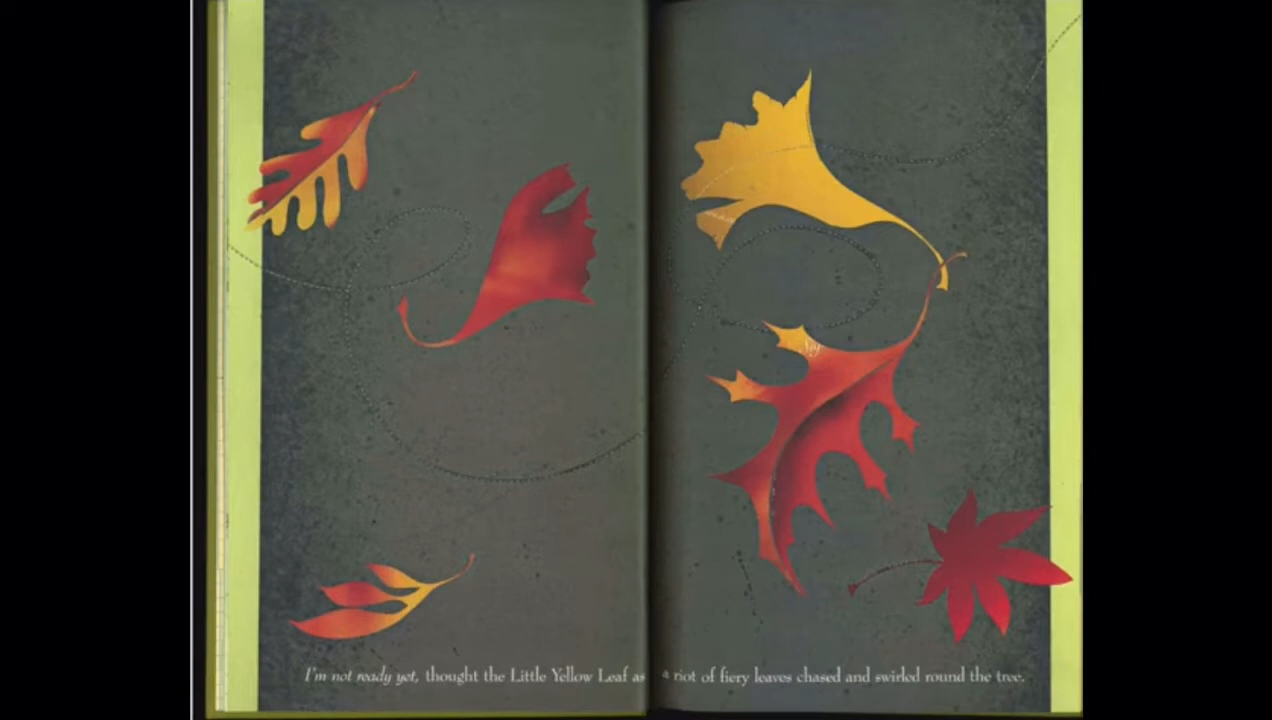 I'm not ready yet, thought the Little Yellow Leaf as a riot of fiery leaves chased and swirled round the tree.